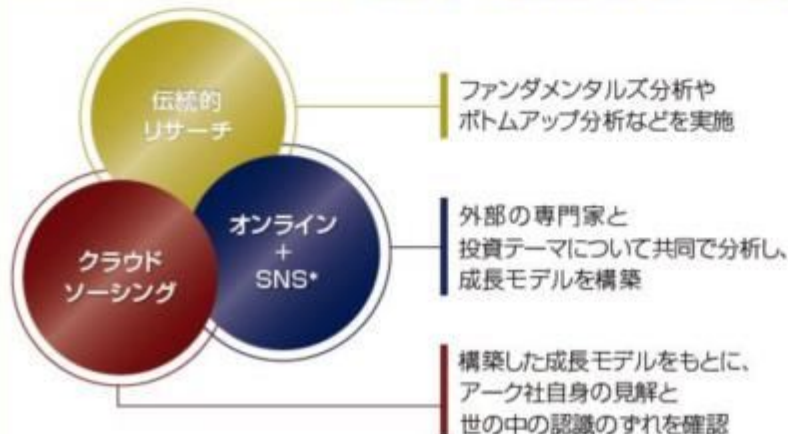 伝統的
リサーチ
ファンダメンタルズ分析や
ボトムアップ分析などを実施
オンライン
+
SNS*
外部の専門家と
投資テーマについて共同で分析し、
成長モデルを構築
クラウド
ソーシング
構築した成長モデルをもとに、
アーク社自身の見解と
世の中の認識のずれを確認